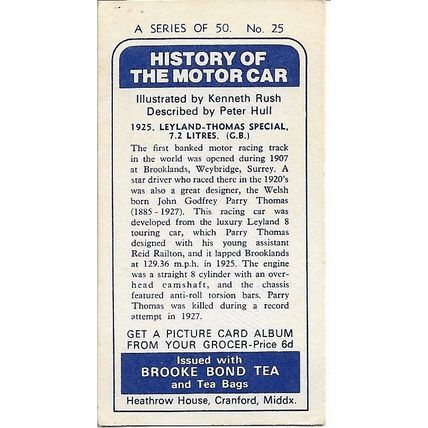 A SERIES OF 50. No. 25
HISTORY OF
THE MOTOR CAR
Illustrated by Kenneth Rush
Described by Peter Hull
1925. LEYLAND-THOMAS SPECIAL,
7.2 LITRES. (G.B.)
The first banked motor racing track
in the world was opened during 1907
at Brooklands, Weybridge, Surrey. A
star driver who raced there in the 1920's
was also a great designer, the Welsh
born John Godfrey Parry Thomas
(1885-1927). This racing car was
developed from the luxury Leyland 8
touring car, which Parry Thomas
designed with his young assistant
Reid Railton, and it lapped Brooklands
at 129.36 m.p.h. in 1925. The engine
was a straight 8 cylinder with an over-
head camshaft, and the chassis
featured anti-roll torsion bars. Parry
Thomas was killed during a record
attempt in 1927.
GET A PICTURE CARD ALBUM
FROM YOUR GROCER-Price 6d
Issued with
BROOKE BOND TEA
and Tea Bags
Heathrow House, Cranford, Middx.